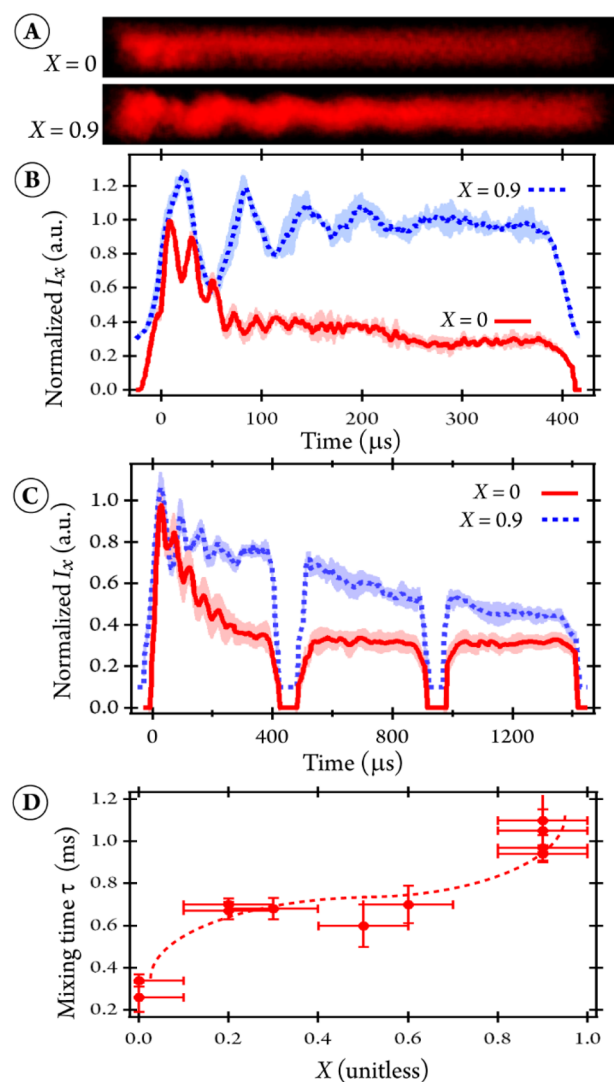 A
X = 0
X = 0.9
B
Normalized Iₓ (a.u.)
1.2
1.0
0.8
0.6
0.4
0.2
0.0
X = 0.9
X = 0
0 100 200 300 400
Time (μs)
C
Normalized Iₓ (a.u.)
1.0
0.8
0.6
0.4
0.2
0.0
X = 0
X = 0.9
0 400 800 1200
Time (μs)
D
Mixing time τ (ms)
1.2
1.0
0.8
0.6
0.4
0.2
0.0 0.2 0.4 0.6 0.8 1.0
X (unitless)